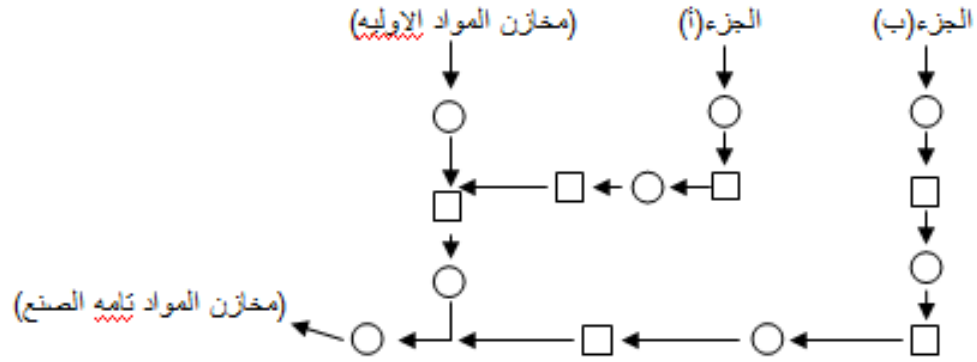 الجزء(ب)
الجزء(أ)
(مخازن المواد الاوليه)
(مخازن المواد تامه الصنع)